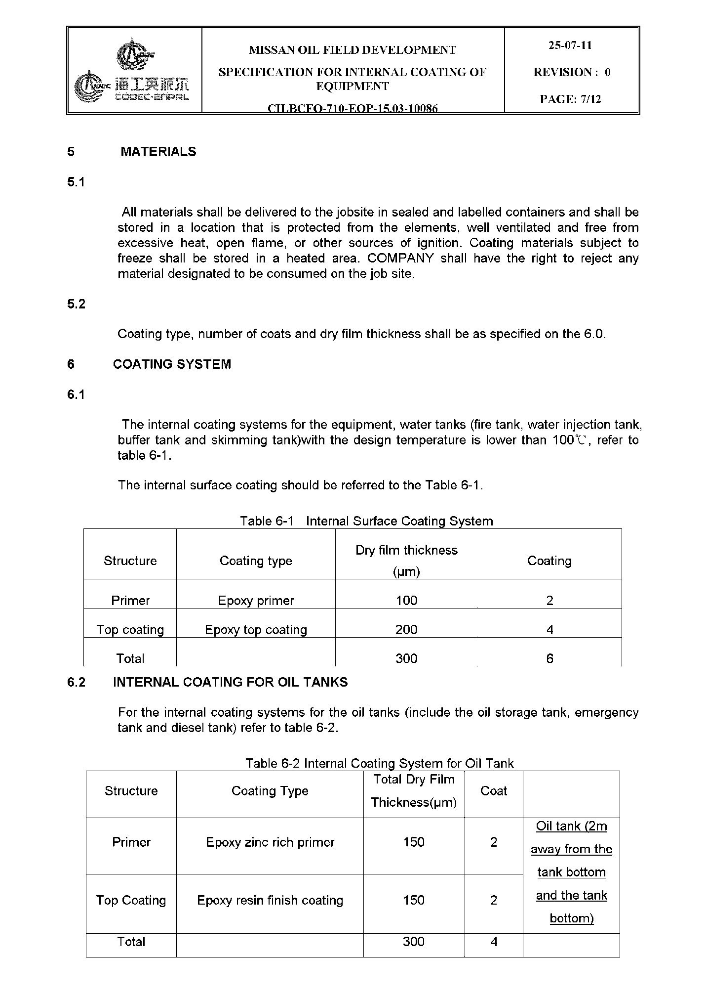 海工英派尔
COOEC-ENPAL
MISSAN OIL FIELD DEVELOPMENT
SPECIFICATION FOR INTERNAL COATING OF
EQUIPMENT
CILBCFO-710-EOP-15.03-10086
25-07-11
REVISION : 0
PAGE: 7/12
5 MATERIALS
5.1
All materials shall be delivered to the jobsite in sealed and labelled containers and shall be
stored in a location that is protected from the elements, well ventilated and free from
excessive heat, open flame, or other sources of ignition. Coating materials subject to
freeze shall be stored in a heated area. COMPANY shall have the right to reject any
material designated to be consumed on the job site.
5.2
Coating type, number of coats and dry film thickness shall be as specified on the 6.0.
6 COATING SYSTEM
6.1
The internal coating systems for the equipment, water tanks (fire tank, water injection tank,
buffer tank and skimming tank)with the design temperature is lower than 100℃, refer to
table 6-1.
The internal surface coating should be referred to the Table 6-1.
Table 6-1 Internal Surface Coating System
Structure Coating type Dry film thickness (μm) Coating
Primer Epoxy primer 100 2
Top coating Epoxy top coating 200 4
Total 300 6
6.2 INTERNAL COATING FOR OIL TANKS
For the internal coating systems for the oil tanks (include the oil storage tank, emergency
tank and diesel tank) refer to table 6-2.
Table 6-2 Internal Coating System for Oil Tank
Structure Coating Type Total Dry Film Thickness(μm) Coat
Primer Epoxy zinc rich primer 150 2
Oil tank (2m
away from the
tank bottom
and the tank
bottom)
Top Coating Epoxy resin finish coating 150 2
Total 300 4